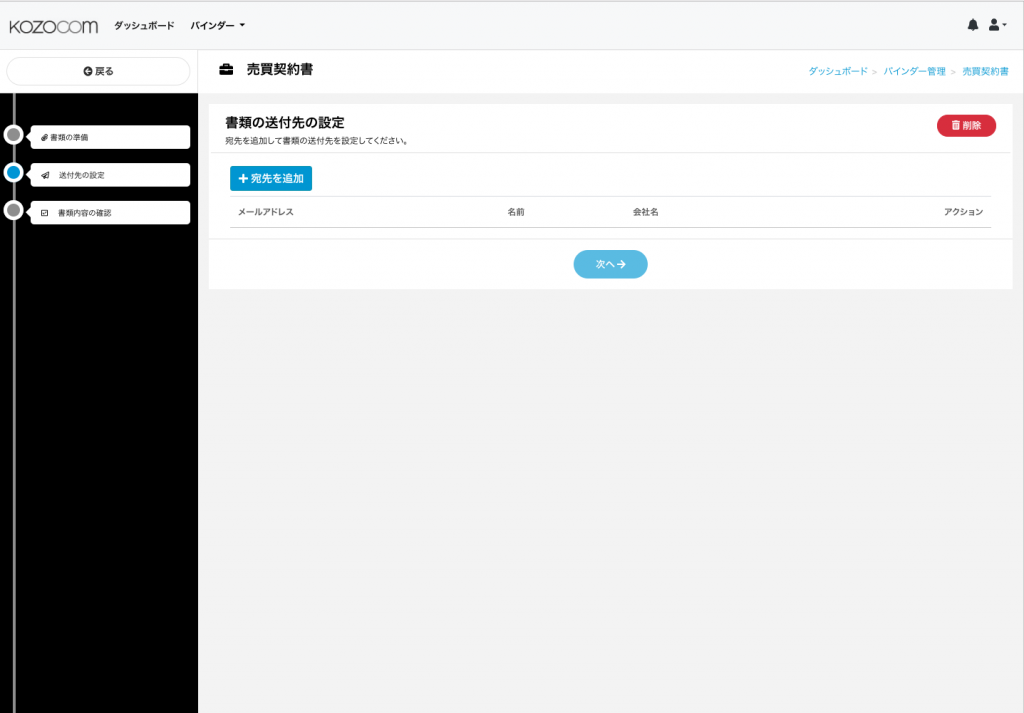 KOZOCOM ダッシュボード バインダー
戻る
売買契約書
ダッシュボード > バインダー管理 > 売買契約書
書類の準備
送付先の設定
書類内容の確認
書類の送付先の設定
宛先を追加して書類の送付先を設定してください。
削除
+ 宛先を追加
メールアドレス 名前 会社名 アクション
次へ→